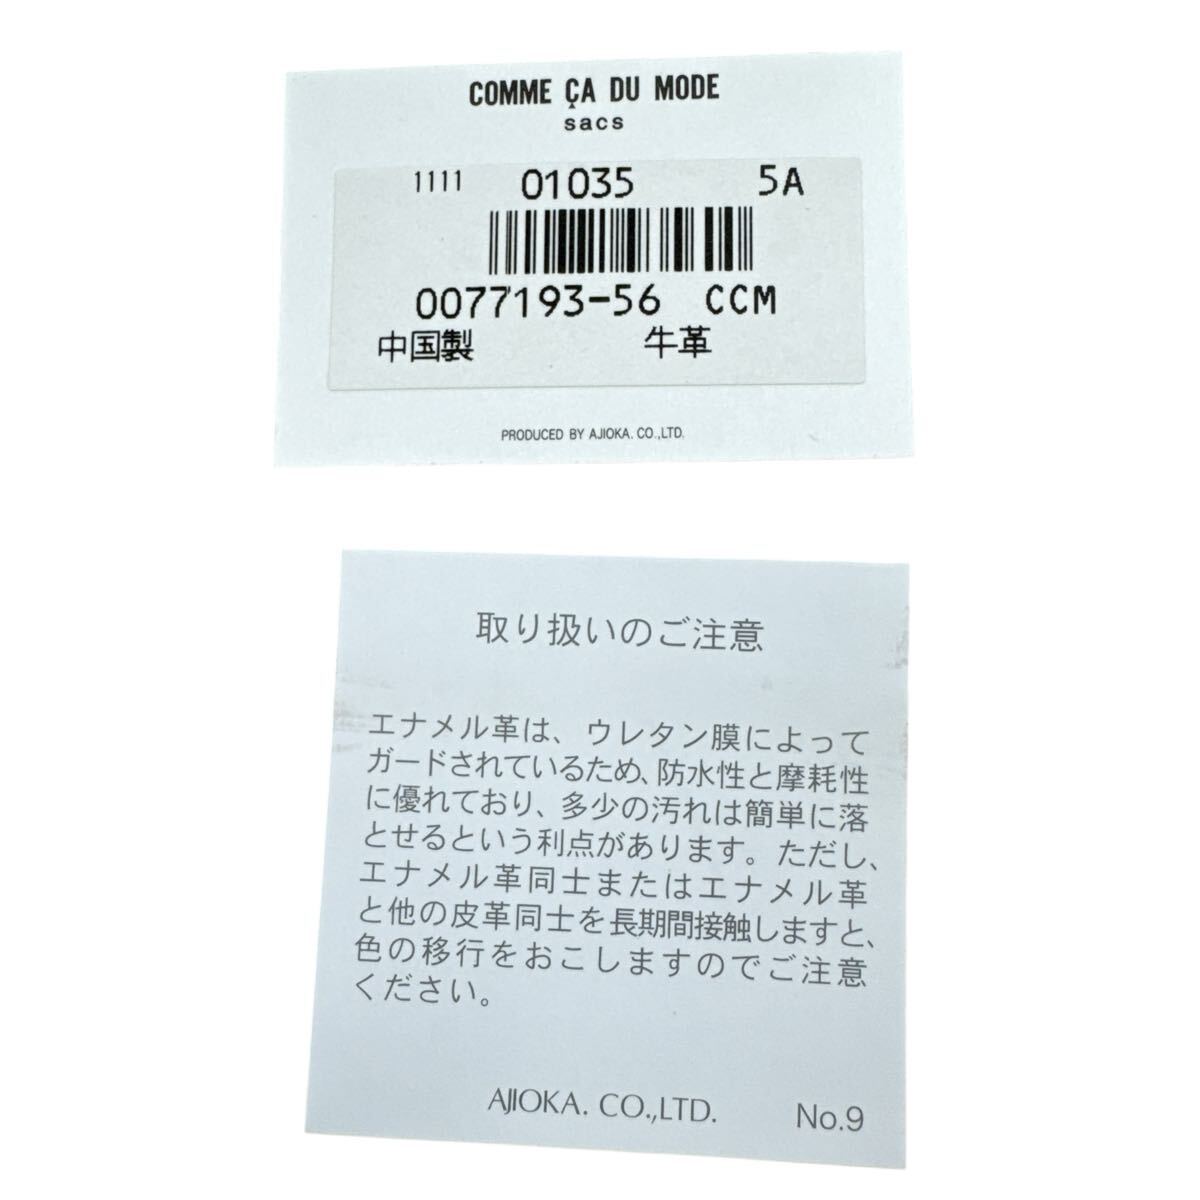 COMME ÇA DU MODE
sacs
1111 01035 5A
0077193-56 CCM
中国製 牛革
PRODUCED BY AJIOKA. CO.,LTD.
取り扱いのご注意
エナメル革は、ウレタン膜によって
ガードされているため、防水性と摩耗性
に優れており、多少の汚れは簡単に落
とせるという利点があります。ただし、
エナメル革同士またはエナメル革
と他の皮革同士を長期間接触しますと、
色の移行をおこしますのでご注意
ください。
AJIOKA. CO.,LTD. No.9